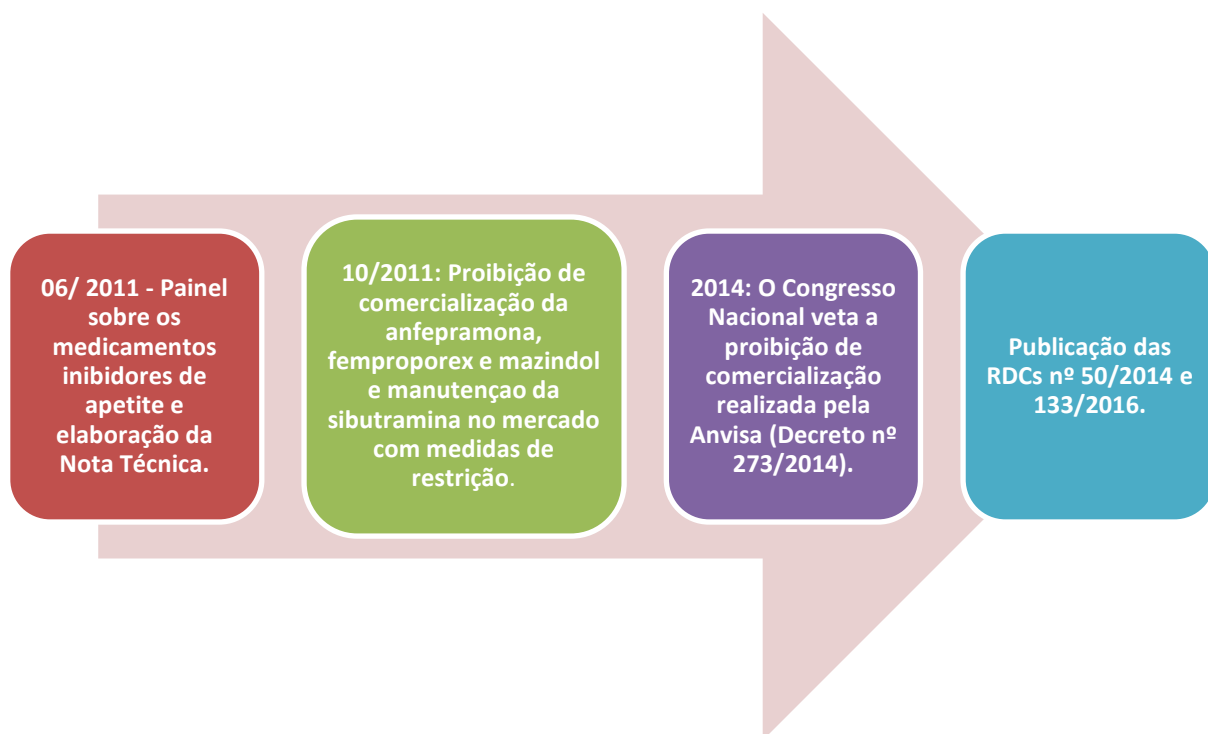 06/ 2011 - Painel
sobre os
medicamentos
inibidores de
apetite e
elaboração da
Nota Técnica.
10/2011: Proibição de
comercialização da
anfepramona,
femproporex e mazindol
e manutençao da
sibutramina no mercado
com medidas de
restrição.
2014: O Congresso
Nacional veta a
proibição de
comercialização
realizada pela
Anvisa (Decreto nº
273/2014).
Publicação das
RDCs nº 50/2014 e
133/2016.